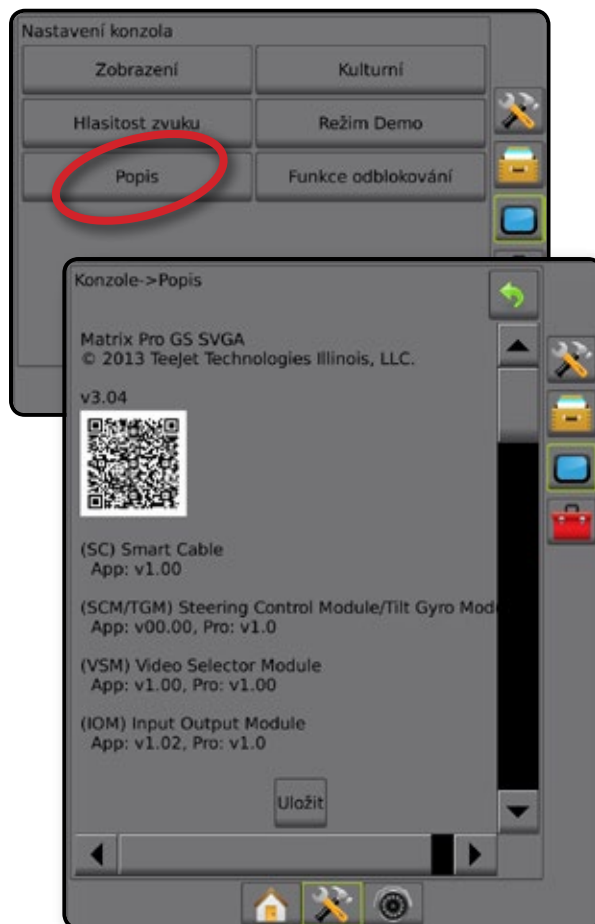 Nastavení konzola
Zobrazení
Kulturní
Hlasitost zvuku
Režim Demo
Popis
Funkce odblokování
Konzole->Popis
Matrix Pro GS SVGA
© 2013 TeeJet Technologies Illinois, LLC.
v3.04
(SC) Smart Cable
App: v1.00
(SCM/TGM) Steering Control Module/Tilt Gyro Mod
App: v00.00, Pro: v1.0
(VSM) Video Selector Module
App: v1.00, Pro: v1.00
(IOM) Input Output Module
App: v1.02, Pro: v1.0
Uložit